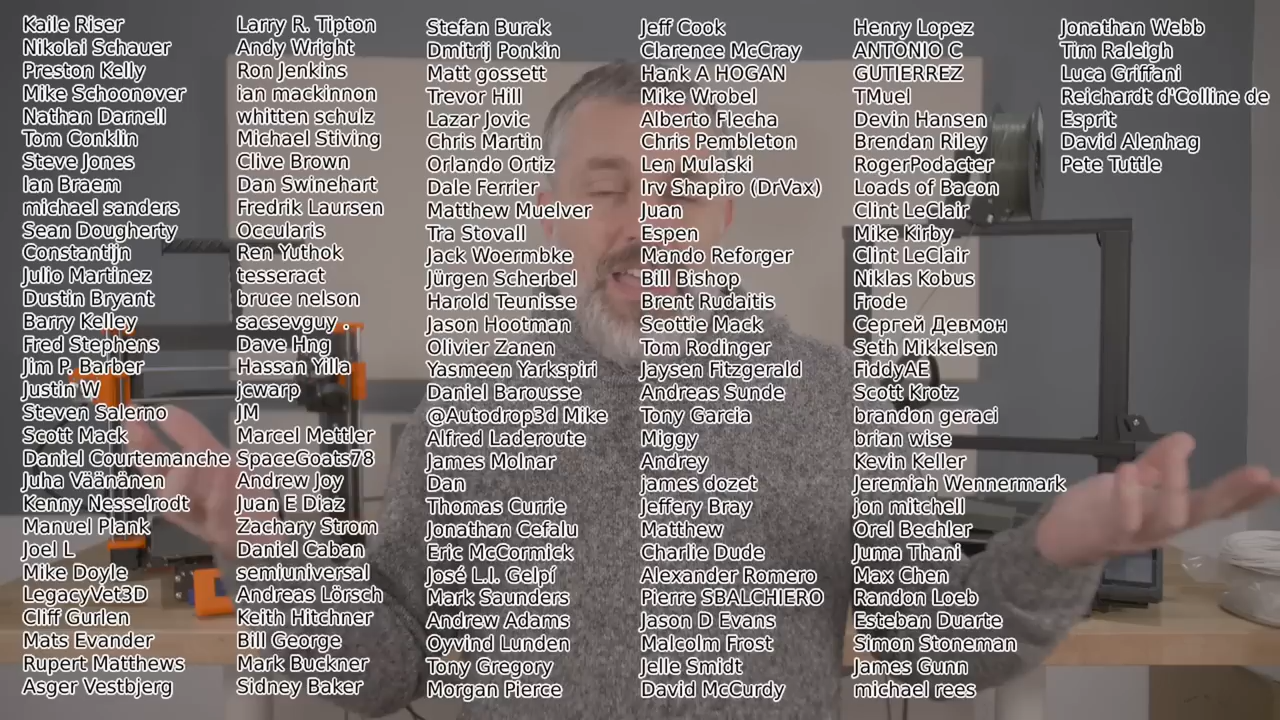 Kaile Riser
Nikolai Schauer
Preston Kelly
Mike Schoonover
Nathan Darnell
Tom Conklin
Steve Jones
Ian Braem
michael sanders
Sean Dougherty
Constantijn
Julio Martinez
Dustin Bryant
Barry Kelley
Fred Stephens
Jim P. Barber
Justin W
Steven Salerno
Scott Mack
Daniel Courtemanche
Juha Väänänen
Kenny Nesselrodt
Manuel Plank
Joel L
Mike Doyle
LegacyVet3D
Cliff Gurlen
Mats Evander
Rupert Matthews
Asger Vestbjerg
Larry R. Tipton
Andy Wright
Ron Jenkins
ian mackinnon
whitten schulz
Michael Stiving
Clive Brown
Dan Swinehart
Fredrik Laursen
Occularis
Ren Yuthok
tesseract
bruce nelson
sacsevguy .
Dave Hng
Hassan Yilla
jcwarp
JM
Marcel Mettler
SpaceGoats78
Andrew Joy
Juan E Diaz
Zachary Strom
Daniel Caban
semiuniversal
Andreas Lörsch
Keith Hitchner
Bill George
Mark Buckner
Sidney Baker
Stefan Burak
Dmitrij Ponkin
Matt gossett
Trevor Hill
Lazar Jovic
Chris Martin
Orlando Ortiz
Dale Ferrier
Matthew Muelver
Tra Stovall
Jack Woermbke
Jürgen Scherbel
Harold Teunisse
Jason Hootman
Olivier Zanen
Yasmeen Yarkspiri
Daniel Barousse
@Autodrop3d Mike
Alfred Laderoute
James Molnar
Dan
Thomas Currie
Jonathan Cefalu
Eric McCormick
José L.I. Gelpí
Mark Saunders
Andrew Adams
Oyvind Lunden
Tony Gregory
Morgan Pierce
Jeff Cook
Clarence McCray
Hank A HOGAN
Mike Wrobel
Alberto Flecha
Chris Pembleton
Len Mulaski
Irv Shapiro (DrVax)
Juan
Espen
Mando Reforger
Bill Bishop
Brent Rudaitis
Scottie Mack
Tom Rodinger
Jaysen Fitzgerald
Andreas Sunde
Tony Garcia
Miggy
Andrey
james dozet
Jeffery Bray
Matthew
Charlie Dude
Alexander Romero
Pierre SBALCHIERO
Jason D Evans
Malcolm Frost
Jelle Smidt
David McCurdy
Henry Lopez
ANTONIO C
GUTIERREZ
TMuel
Devin Hansen
Brendan Riley
RogerPodacter
Loads of Bacon
Clint LeClair
Mike Kirby
Clint LeClair
Niklas Kobus
Frode
Сергей Девмон
Seth Mikkelsen
FiddyAE
Scott Krotz
brandon geraci
brian wise
Kevin Keller
Jeremiah Wennermark
jon mitchell
Orel Bechler
Juma Thani
Max Chen
Randon Loeb
Esteban Duarte
Simon Stoneman
James Gunn
michael rees
Jonathan Webb
Tim Raleigh
Luca Griffani
Reichardt d'Colline de
Esprit
David Alenhag
Pete Tuttle